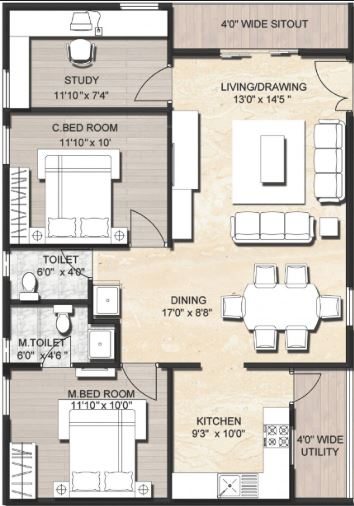 4'0" WIDE SITOUT
STUDY
11'10"x 7'4"
LIVING/DRAWING
13'0" x 14'5 "
C.BED ROOM
11'10"x 10'
TOILET
6'0" x 4'0"
DINING
17'0" x 8'8"
M.TOILET
6'0" x 4'6 "
M.BED ROOM
11'10"x 10'0"
KITCHEN
9'3" x 10'0"
4'0" WIDE
UTILITY